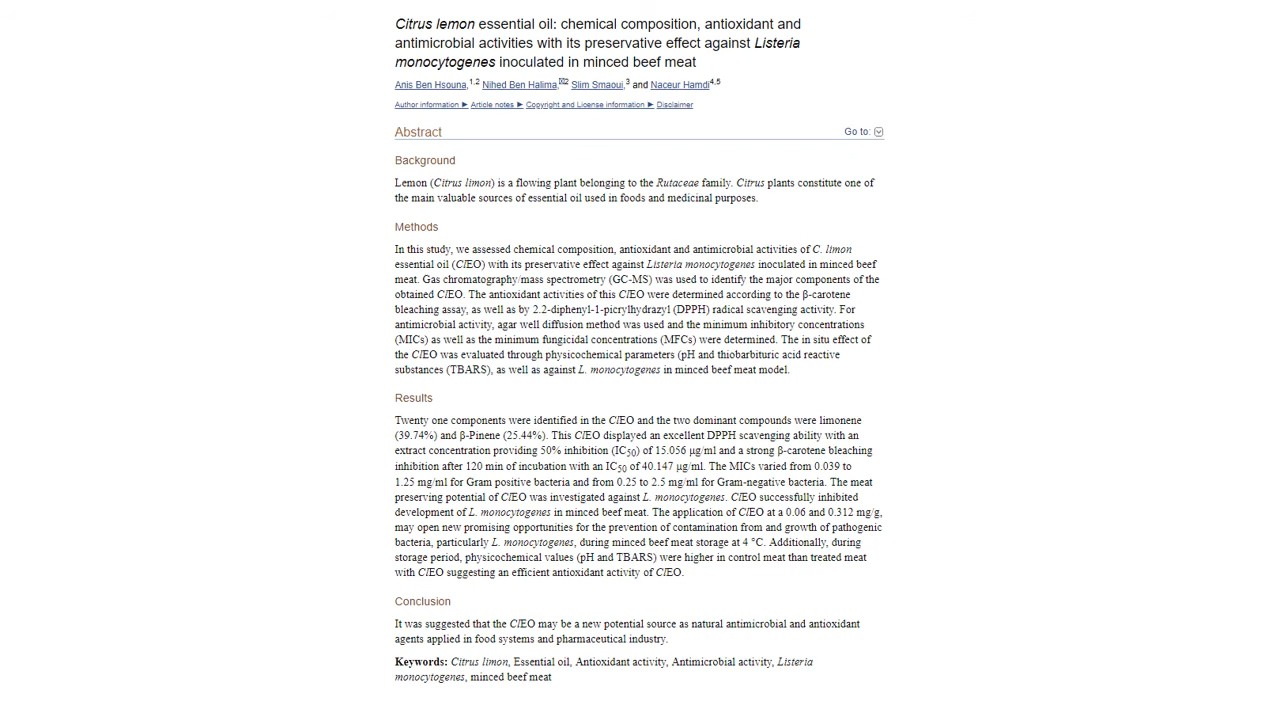 Citrus lemon essential oil: chemical composition, antioxidant and
antimicrobial activities with its preservative effect against Listeria
monocytogenes inoculated in minced beef meat
Anis Ben Hsouna,1,2 Nihed Ben Halima,✉2 Slim Smaoui,3 and Naceur Hamdi4,5
Author information ► Article notes ► Copyright and License information ► Disclaimer
Abstract Go to:
Background
Lemon (Citrus limon) is a flowing plant belonging to the Rutaceae family. Citrus plants constitute one of
the main valuable sources of essential oil used in foods and medicinal purposes.
Methods
In this study, we assessed chemical composition, antioxidant and antimicrobial activities of C. limon
essential oil (ClEO) with its preservative effect against Listeria monocytogenes inoculated in minced beef
meat. Gas chromatography/mass spectrometry (GC-MS) was used to identify the major components of the
obtained ClEO. The antioxidant activities of this ClEO were determined according to the β-carotene
bleaching assay, as well as by 2.2-diphenyl-1-picrylhydrazyl (DPPH) radical scavenging activity. For
antimicrobial activity, agar well diffusion method was used and the minimum inhibitory concentrations
(MICs) as well as the minimum fungicidal concentrations (MFCs) were determined. The in situ effect of
the ClEO was evaluated through physicochemical parameters (pH and thiobarbituric acid reactive
substances (TBARS), as well as against L. monocytogenes in minced beef meat model.
Results
Twenty one components were identified in the ClEO and the two dominant compounds were limonene
(39.74%) and β-Pinene (25.44%). This ClEO displayed an excellent DPPH scavenging ability with an
extract concentration providing 50% inhibition (IC50) of 15.056 μg/ml and a strong β-carotene bleaching
inhibition after 120 min of incubation with an IC50 of 40.147 μg/ml. The MICs varied from 0.039 to
1.25 mg/ml for Gram positive bacteria and from 0.25 to 2.5 mg/ml for Gram-negative bacteria. The meat
preserving potential of ClEO was investigated against L. monocytogenes. ClEO successfully inhibited
development of L. monocytogenes in minced beef meat. The application of ClEO at a 0.06 and 0.312 mg/g,
may open new promising opportunities for the prevention of contamination from and growth of pathogenic
bacteria, particularly L. monocytogenes, during minced beef meat storage at 4 °C. Additionally, during
storage period, physicochemical values (pH and TBARS) were higher in control meat than treated meat
with ClEO suggesting an efficient antioxidant activity of ClEO.
Conclusion
It was suggested that the ClEO may be a new potential source as natural antimicrobial and antioxidant
agents applied in food systems and pharmaceutical industry.
Keywords: Citrus limon, Essential oil, Antioxidant activity, Antimicrobial activity, Listeria
monocytogenes, minced beef meat